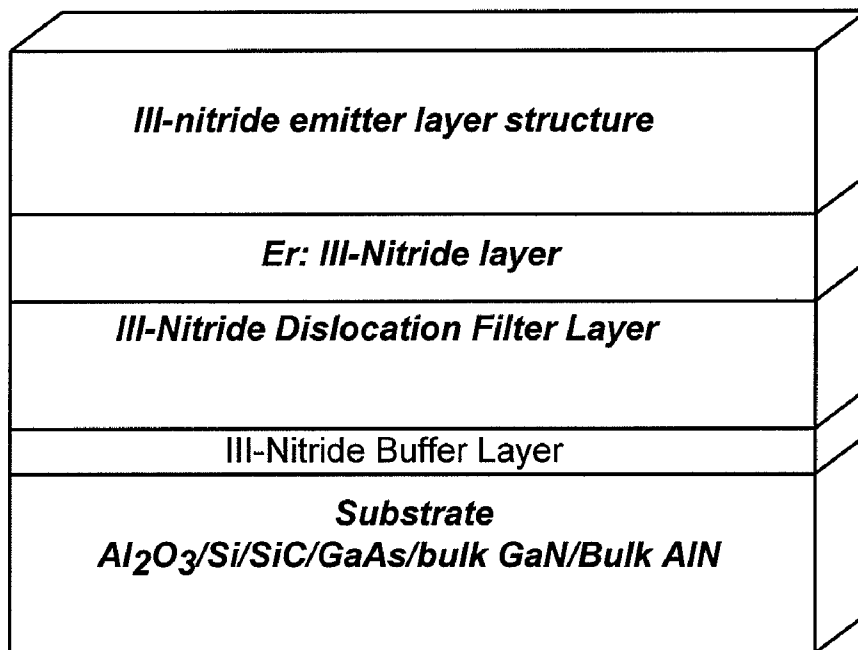 III-nitride emitter layer structure
Er: III-Nitride layer
III-Nitride Dislocation Filter Layer
III-Nitride Buffer Layer
Substrate
Al₂O₃/Si/SiC/GaAs/bulk GaN/Bulk AlN